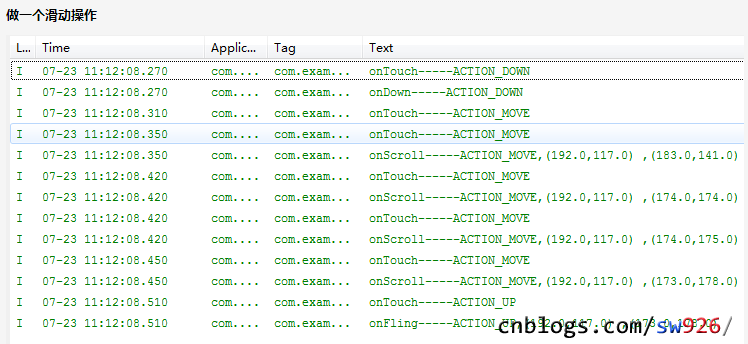 做一个滑动操作
L... Time Applic... Tag Text
I 07-23 11:12:08.270 com.... com.exam... onTouch-----ACTION_DOWN
I 07-23 11:12:08.270 com.... com.exam... onDown-----ACTION_DOWN
I 07-23 11:12:08.310 com.... com.exam... onTouch-----ACTION_MOVE
I 07-23 11:12:08.350 com.... com.exam... onTouch-----ACTION_MOVE
I 07-23 11:12:08.350 com.... com.exam... onScroll-----ACTION_MOVE,(192.0,117.0) ,(183.0,141.0)
I 07-23 11:12:08.420 com.... com.exam... onTouch-----ACTION_MOVE
I 07-23 11:12:08.420 com.... com.exam... onScroll-----ACTION_MOVE,(192.0,117.0) ,(174.0,174.0)
I 07-23 11:12:08.420 com.... com.exam... onTouch-----ACTION_MOVE
I 07-23 11:12:08.420 com.... com.exam... onScroll-----ACTION_MOVE,(192.0,117.0) ,(174.0,175.0)
I 07-23 11:12:08.450 com.... com.exam... onTouch-----ACTION_MOVE
I 07-23 11:12:08.450 com.... com.exam... onScroll-----ACTION_MOVE,(192.0,117.0) ,(173.0,178.0)
I 07-23 11:12:08.510 com.... com.exam... onTouch-----ACTION_UP
I 07-23 11:12:08.510 com.... com.exam... onFling-----ACTION_UP,(192.0,117.0) ,(173.0,178.0)
cnblogs.com/sw926/